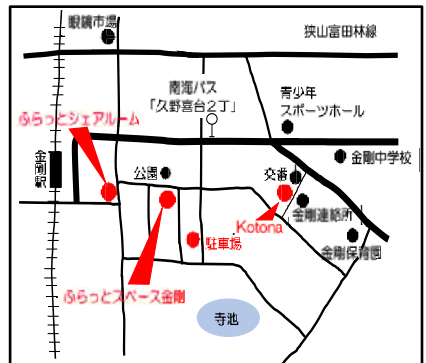 眼鏡市場
狭山富田林線
南海バス
「久野喜台2丁」
青少年
スポーツホール
ふらっとシェアルーム
金剛駅
公園
交番
金剛中学校
Kotona
金剛連絡所
駐車場
金剛保育園
ふらっとスペース金剛
寺池